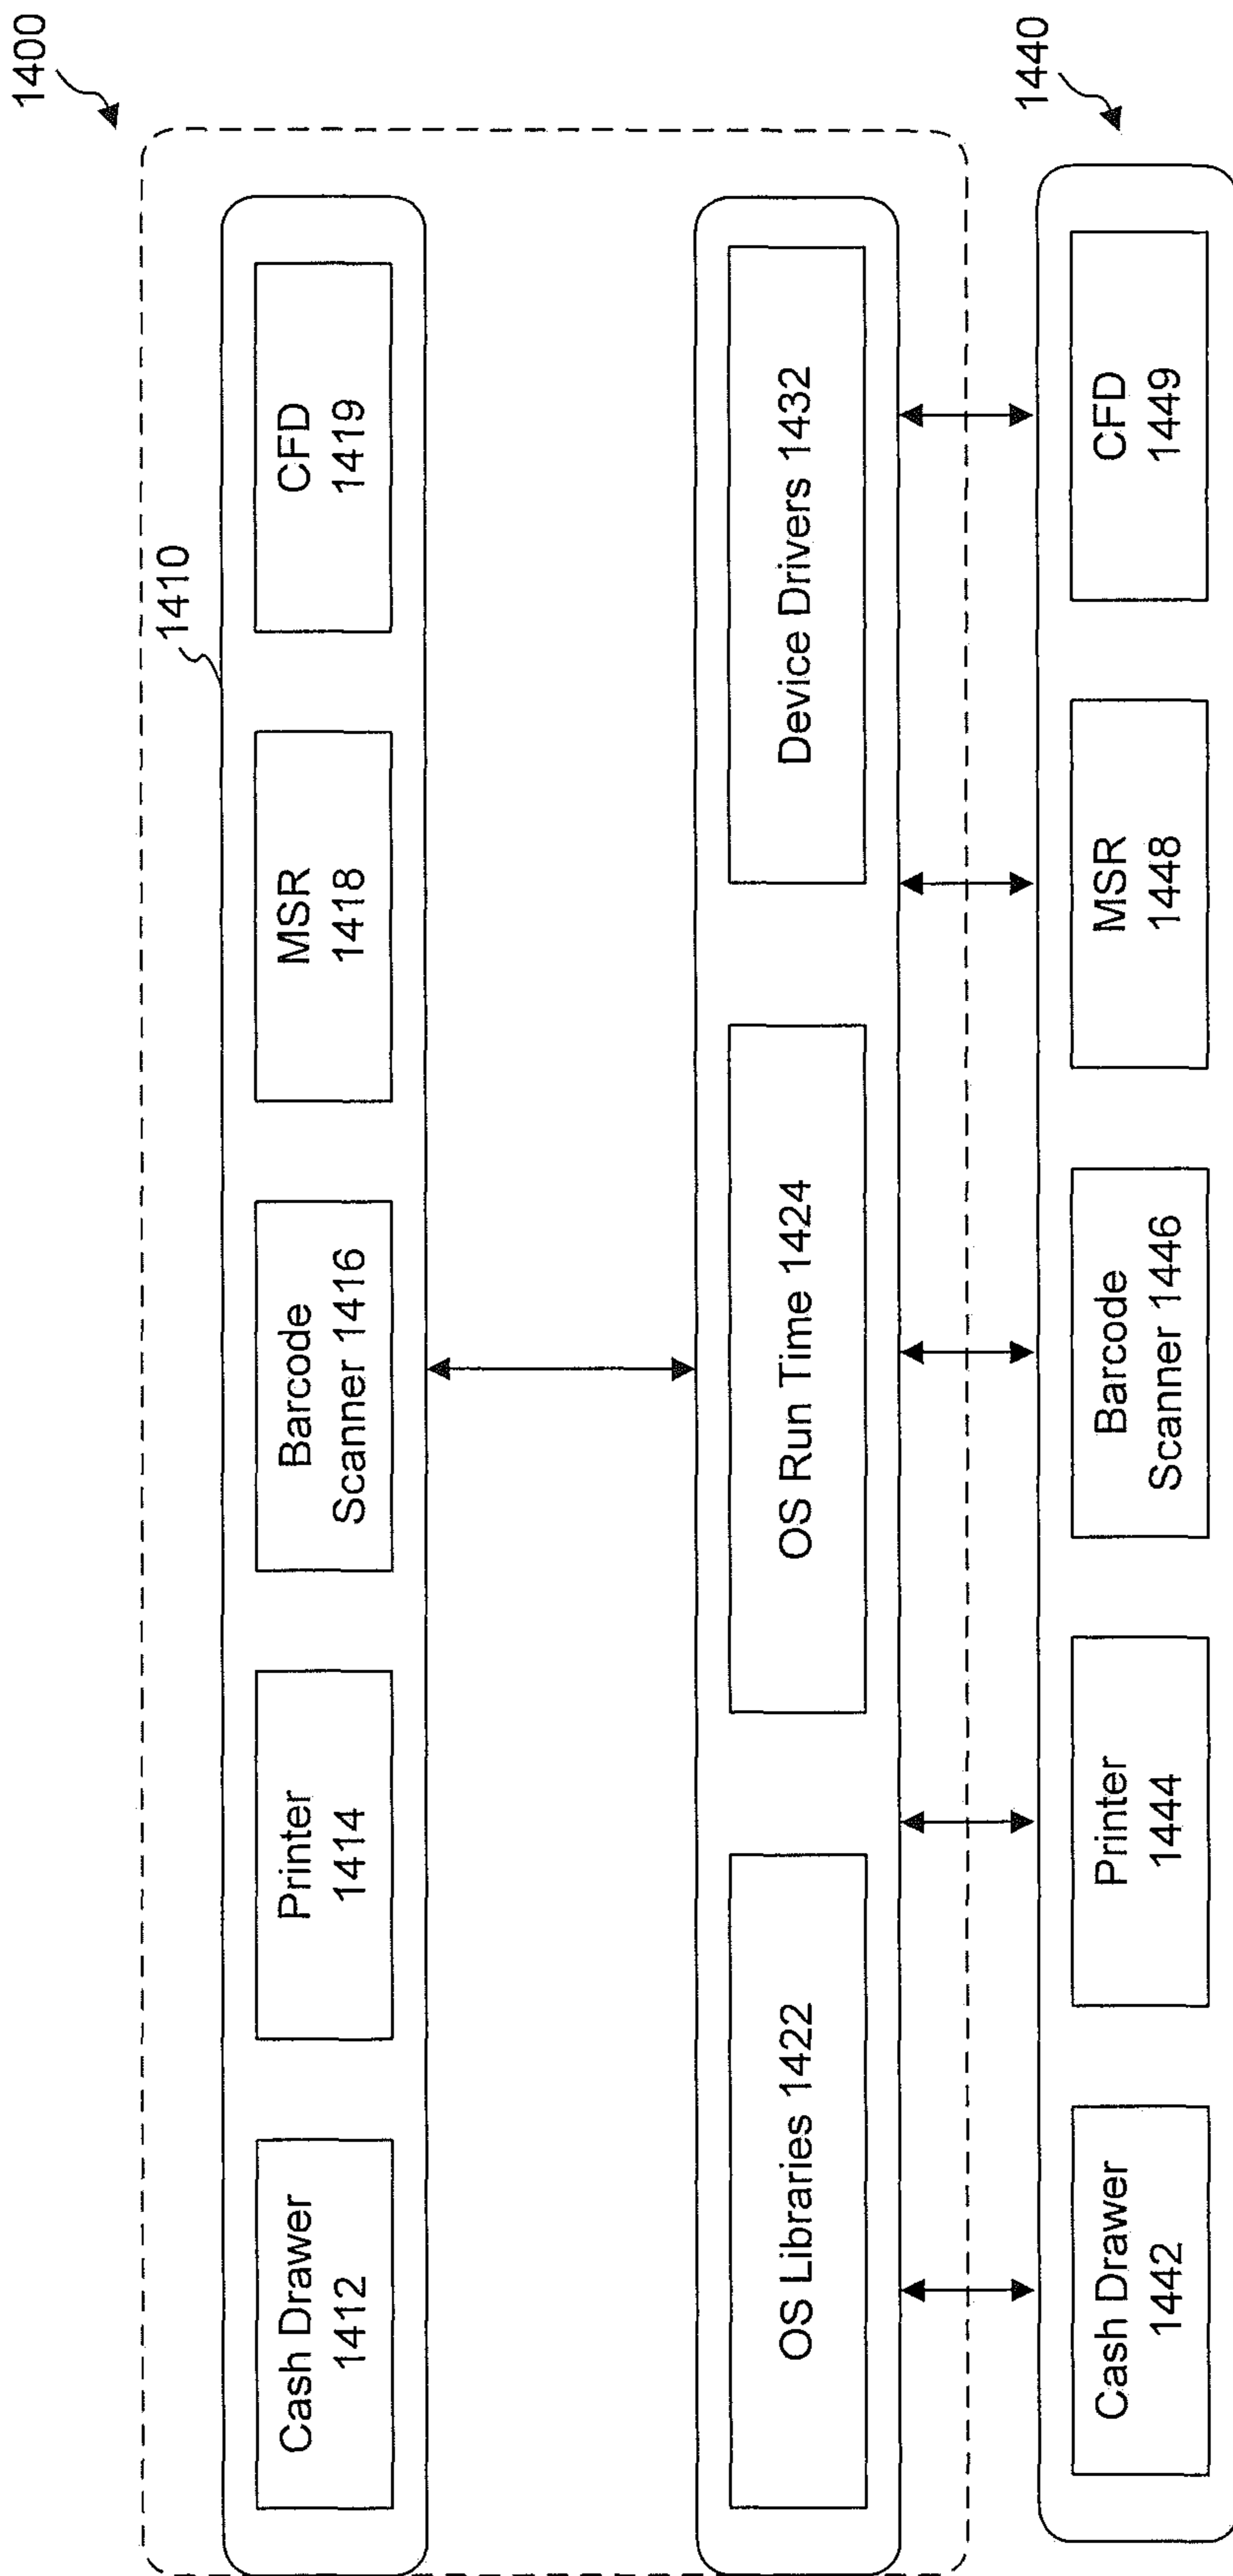 1400
1410
Cash Drawer
1412
Printer
1414
Barcode
Scanner 1416
MSR
1418
CFD
1419
OS Libraries 1422
OS Run Time 1424
Device Drivers 1432
1440
Cash Drawer
1442
Printer
1444
Barcode
Scanner 1446
MSR
1448
CFD
1449